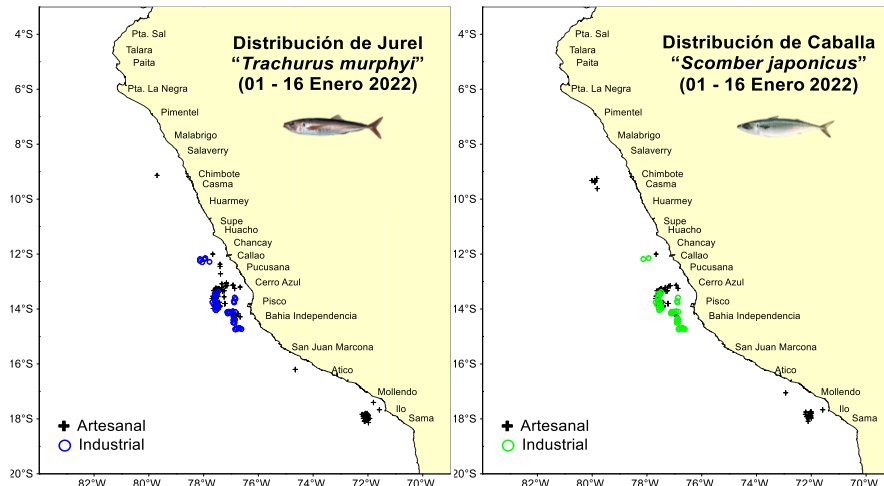 Distribución de Jurel
“Trachurus murphyi”
(01 - 16 Enero 2022)
4°S
6°S
8°S
10°S
12°S
14°S
16°S
18°S
20°S
Pta. Sal
Talara
Paita
Pta. La Negra
Pimentel
Malabrigo
Salaverry
Chimbote
Casma
Huarmey
Supe
Huacho
Chancay
Callao
Pucusana
Cerro Azul
Pisco
Bahia Independencia
San Juan Marcona
Atico
Mollendo
Ilo
Sama
Artesanal
Industrial
82°W 80°W 78°W 76°W 74°W 72°W 70°W
Distribución de Caballa
“Scomber japonicus”
(01 - 16 Enero 2022)
4°S
6°S
8°S
10°S
12°S
14°S
16°S
18°S
20°S
Pta. Sal
Talara
Paita
Pta. La Negra
Pimentel
Malabrigo
Salaverry
Chimbote
Casma
Huarmey
Supe
Huacho
Chancay
Callao
Pucusana
Cerro Azul
Pisco
Bahia Independencia
San Juan Marcona
Atico
Mollendo
Ilo
Sama
Artesanal
Industrial
82°W 80°W 78°W 76°W 74°W 72°W 70°W